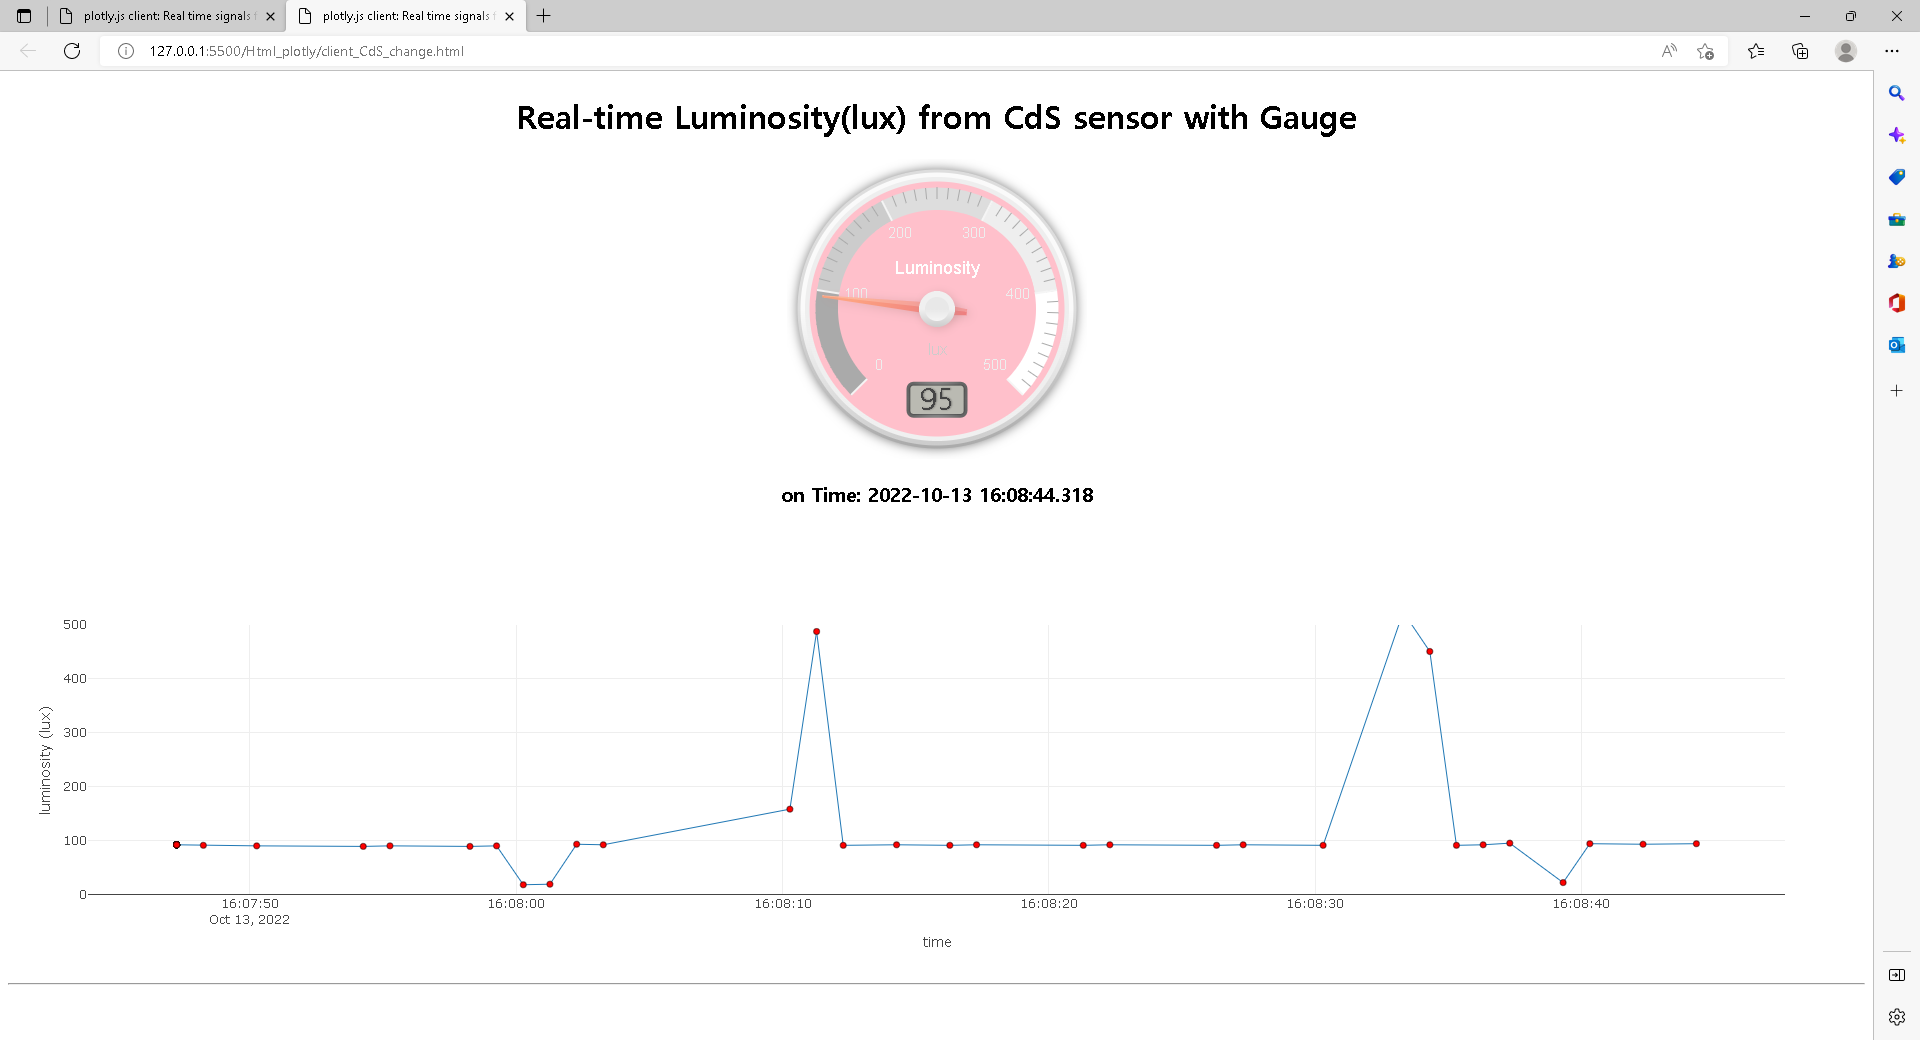 plotly.js client: Real time signals f
plotly.js client: Real time signals f
127.0.0.1:5500/Html_plotly/client_CdS_change.html
Real-time Luminosity(lux) from CdS sensor with Gauge
200 300
Luminosity
100 400
lux
0 500
95
on Time: 2022-10-13 16:08:44.318
500
400
300
200
100
0
luminosity (lux)
16:07:50 16:08:00 16:08:10 16:08:20 16:08:30 16:08:40
Oct 13, 2022
time